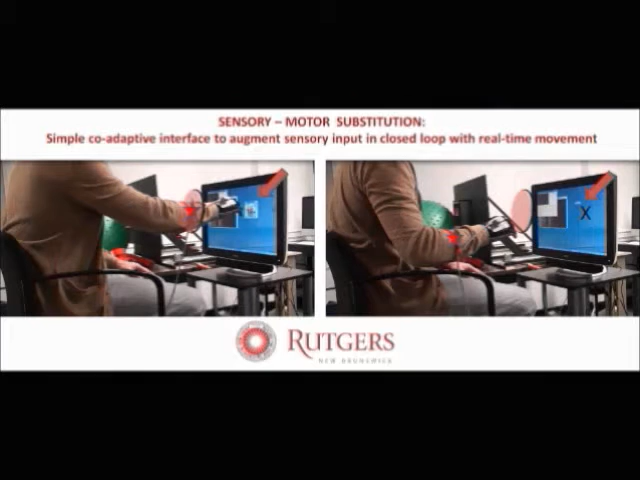 SENSORY – MOTOR SUBSTITUTION:
Simple co-adaptive interface to augment sensory input in closed loop with real-time movement
X
RUTGERS
NEW BRUNSWICK